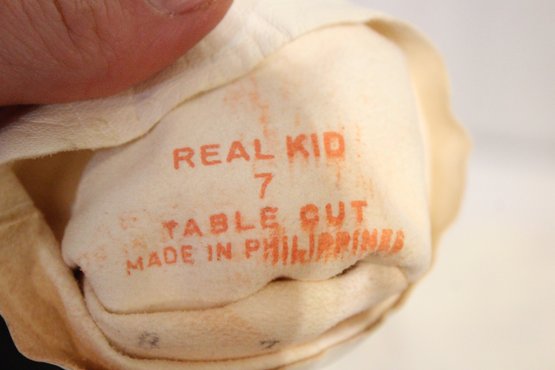 REAL KID
7
TABLE CUT
MADE IN PHILIPPINES